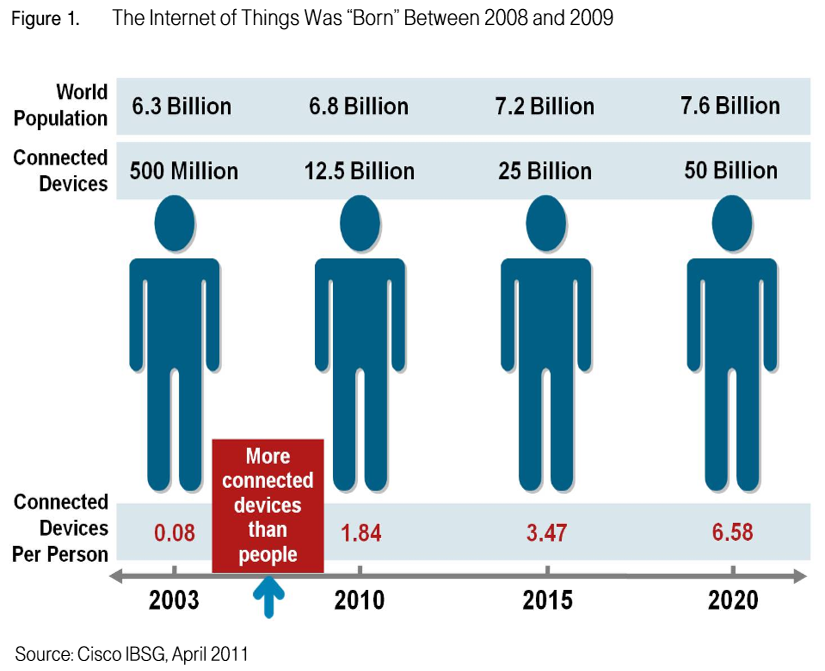 Figure 1. The Internet of Things Was “Born” Between 2008 and 2009
World
Population
6.3 Billion 6.8 Billion 7.2 Billion 7.6 Billion
Connected
Devices
500 Million 12.5 Billion 25 Billion 50 Billion
More
connected
devices
than
people
Connected
Devices
Per Person
0.08 1.84 3.47 6.58
2003 2010 2015 2020
Source: Cisco IBSG, April 2011